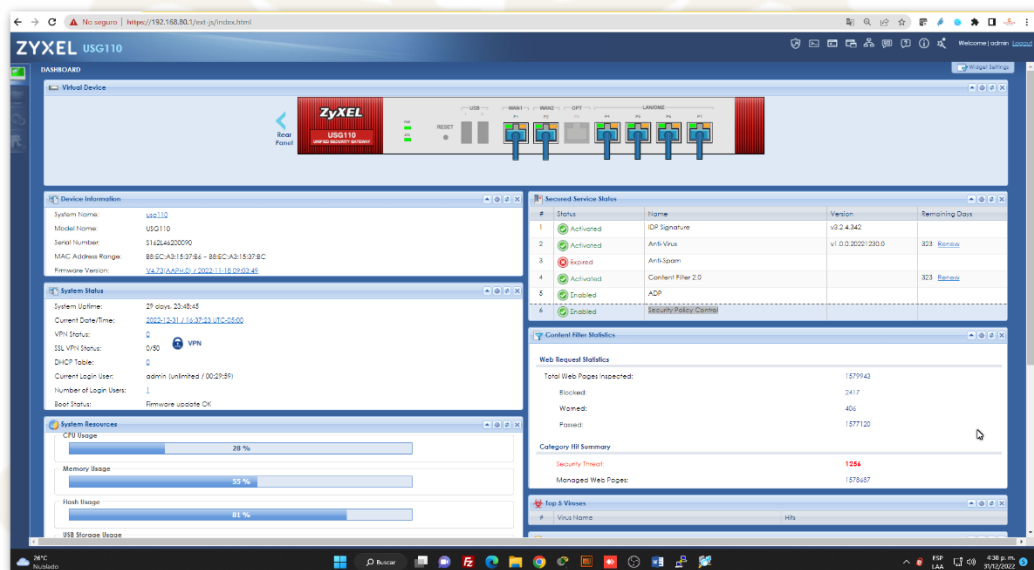 No seguro | https://192.168.80.1/ext-js/index.html
ZYXEL USG110
Welcome | admin Logout
DASHBOARD
Widget Settings
Virtual Device
ZyXEL
USG110
UNIFIED SECURITY GATEWAY
Rear Panel
RESET
USB
WAN1
WAN2
OPT
LAN/DMZ
P1
P2
P4
P5
P6
P7
Device Information
System Name: usg110
Model Name: USG110
Serial Number: S162L46200090
MAC Address Range: B8:EC:A3:15:37:B6 ~ B8:EC:A3:15:37:BC
Firmware Version: V4.73(AAPH.0) / 2022-11-18 09:03:49
System Status
System Uptime: 29 days, 23:48:45
Current Date/Time: 2022-12-31 / 16:37:23 UTC-05:00
VPN Status: 0
SSL VPN Status: 0/50
VPN
DHCP Table: 0
Current Login User: admin (unlimited / 00:29:59)
Number of Login Users: 1
Boot Status: Firmware update OK
System Resources
CPU Usage
28 %
Memory Usage
55 %
Flash Usage
81 %
USB Storage Usage
Secured Service Status
# Status Name Version Remaining Days
1 Activated IDP Signature v3.2.4.342
2 Activated Anti-Virus v1.0.0.20221230.0 323 Renew
3 Expired Anti-Spam
4 Activated Content Filter 2.0 323 Renew
5 Enabled ADP
6 Enabled Security Policy Control
Content Filter Statistics
Web Request Statistics
Total Web Pages Inspected: 1579943
Blocked: 2417
Warned: 406
Passed: 1577120
Category Hit Summary
Security Threat: 1256
Managed Web Pages: 1578687
Top 5 Viruses
# Virus Name Hits
26°C
Nublado
Buscar
ESP
LAA
4:38 p. m.
31/12/2022